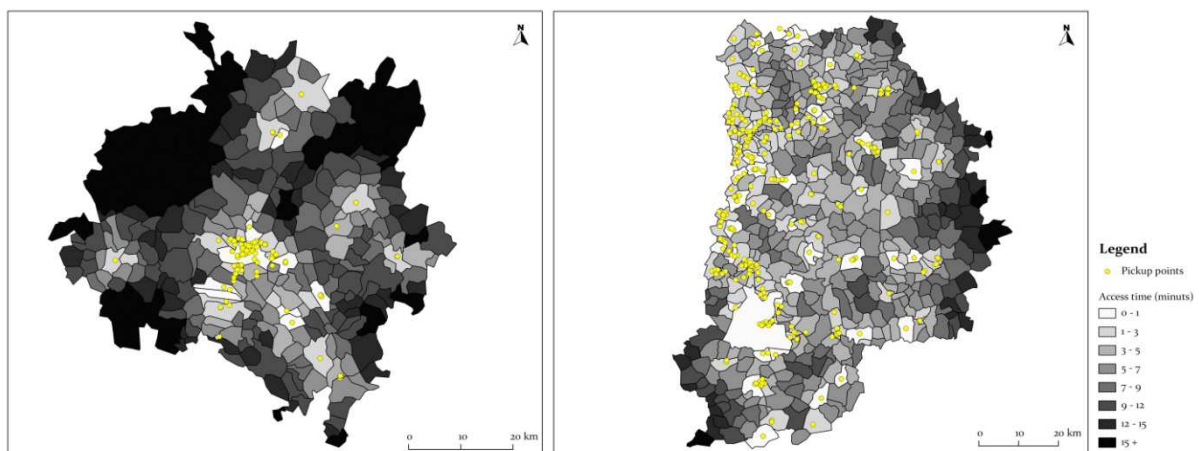 N
0 10 20 km
N
0 10 20 km
Legend
Pickup points
Access time (minuts)
0 - 1
1 - 3
3 - 5
5 - 7
7 - 9
9 - 12
12 - 15
15 +